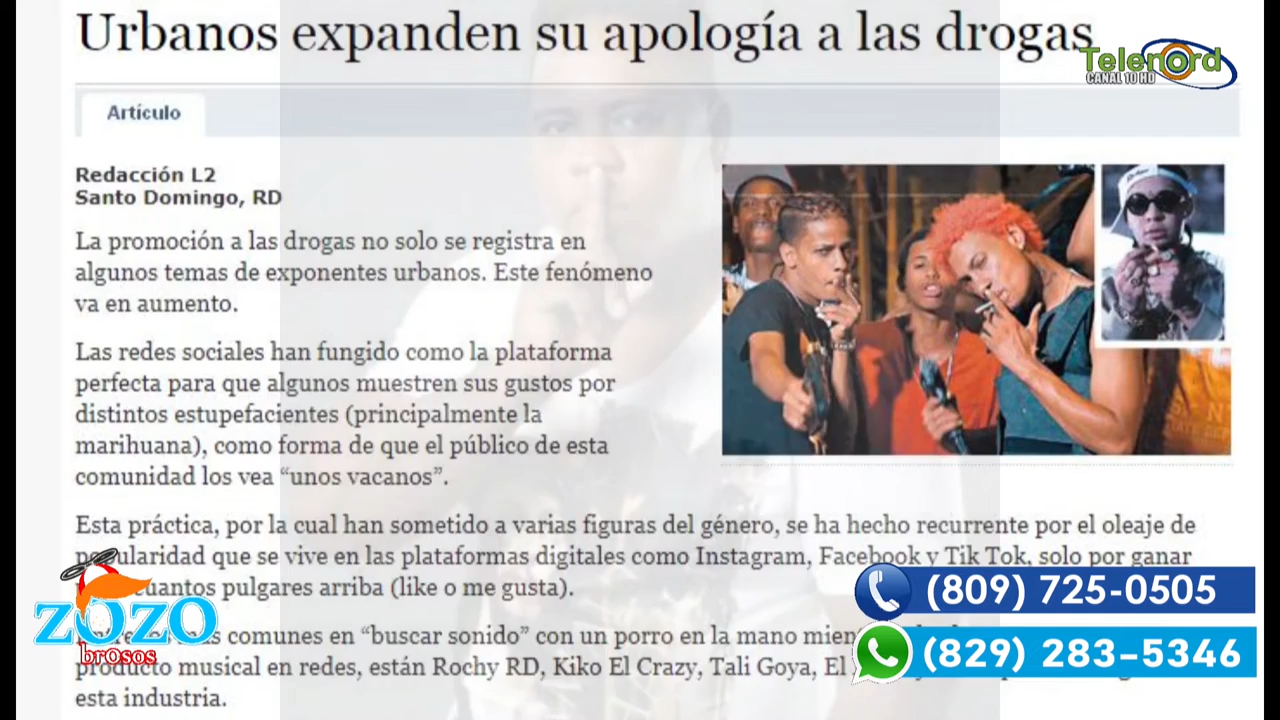 Urbanos expanden su apología a las drogas
Telenord
CANAL 10 HD
Artículo
Redacción L2
Santo Domingo, RD
La promoción a las drogas no solo se registra en
algunos temas de exponentes urbanos. Este fenómeno
va en aumento.
Las redes sociales han fungido como la plataforma
perfecta para que algunos muestren sus gustos por
distintos estupefacientes (principalmente la
marihuana), como forma de que el público de esta
comunidad los vea “unos vacanos”.
Esta práctica, por la cual han sometido a varias figuras del género, se ha hecho recurrente por el oleaje de
que se vive en las plataformas digitales como Instagram, Facebook y Tik Tok, solo por ganar
cuantos pulgares arriba (like o me gusta).
comunes en “buscar sonido” con un porro en la mano
producto musical en redes, están Rochy RD, Kiko El Crazy, Tali Goya, El
esta industria.
ZOZO
brOsos
(809) 725-0505
(829) 283-5346